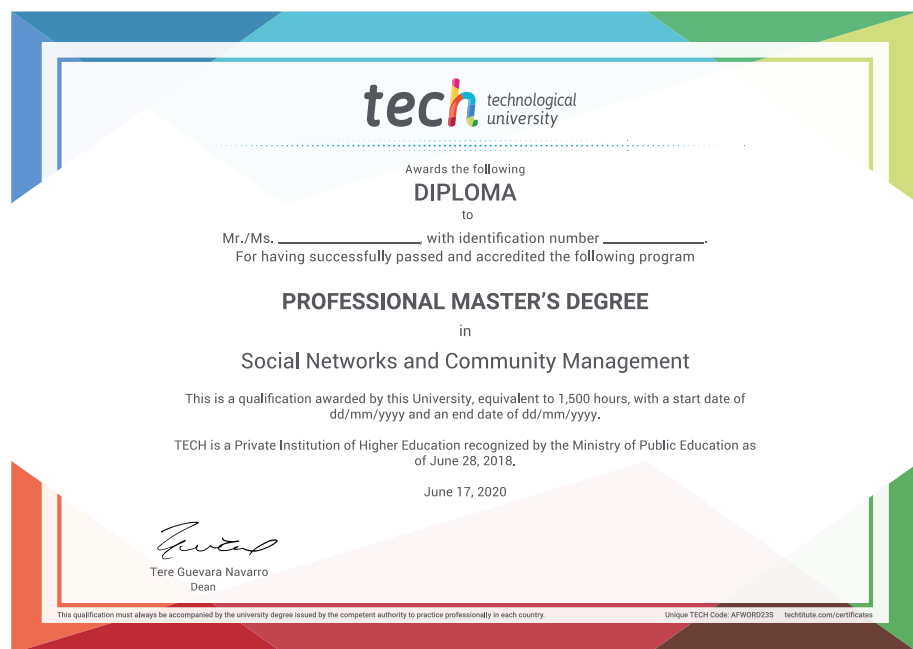 tech technological
university
Awards the following
DIPLOMA
to
Mr./Ms. ____________________, with identification number ______________.
For having successfully passed and accredited the following program
PROFESSIONAL MASTER'S DEGREE
in
Social Networks and Community Management
This is a qualification awarded by this University, equivalent to 1,500 hours, with a start date of
dd/mm/yyyy and an end date of dd/mm/yyyy.
TECH is a Private Institution of Higher Education recognized by the Ministry of Public Education as
of June 28, 2018.
June 17, 2020
Tere Guevara Navarro
Dean
This qualification must always be accompanied by the university degree issued by the competent authority to practice professionally in each country. Unique TECH Code: AFWORD23S techtitute.com/certificates